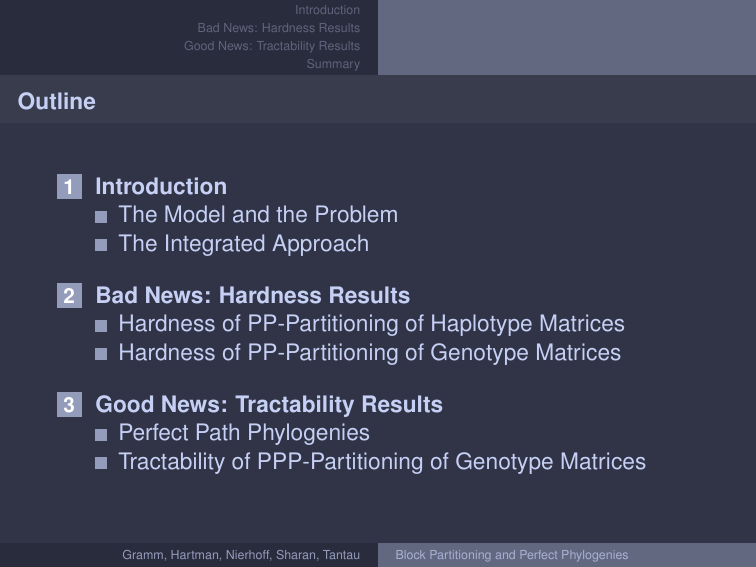 Introduction
Bad News: Hardness Results
Good News: Tractability Results
Summary
Outline
1 Introduction
The Model and the Problem
The Integrated Approach
2 Bad News: Hardness Results
Hardness of PP-Partitioning of Haplotype Matrices
Hardness of PP-Partitioning of Genotype Matrices
3 Good News: Tractability Results
Perfect Path Phylogenies
Tractability of PPP-Partitioning of Genotype Matrices
Gramm, Hartman, Nierhoff, Sharan, Tantau
Block Partitioning and Perfect Phylogenies